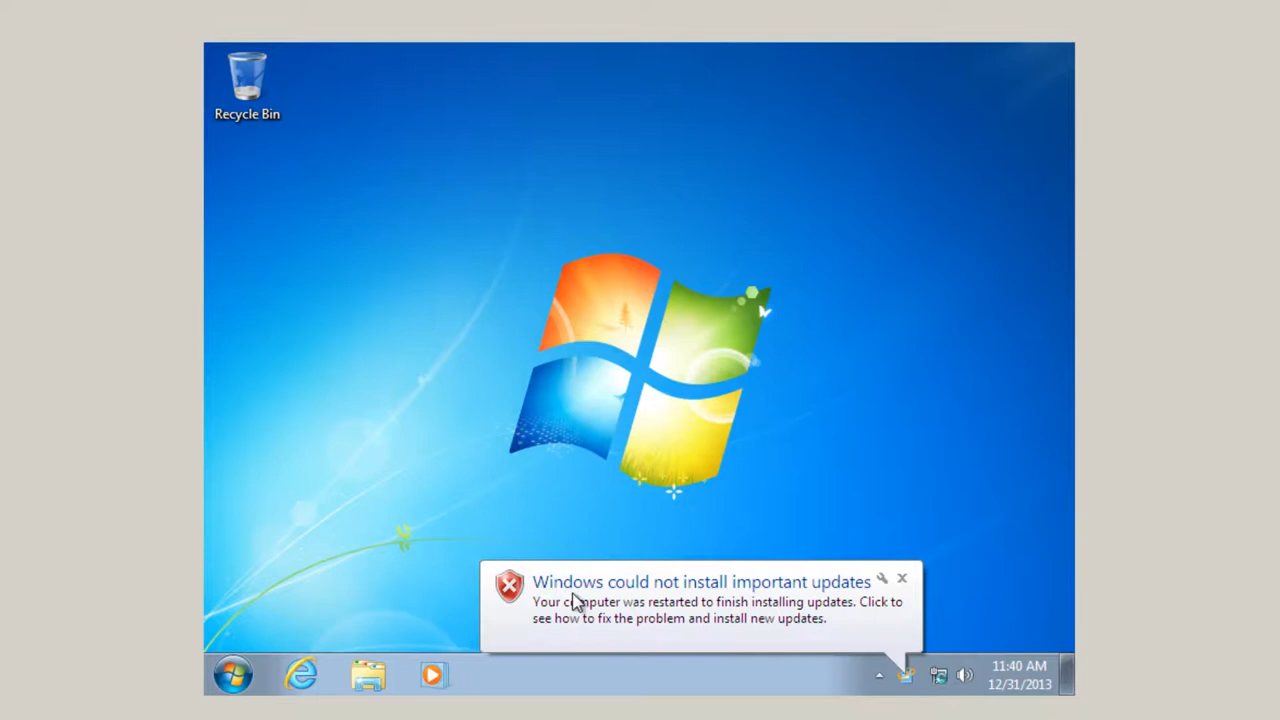 Recycle Bin
Windows could not install important updates
Your computer was restarted to finish installing updates. Click to
see how to fix the problem and install new updates.
11:40 AM
12/31/2013